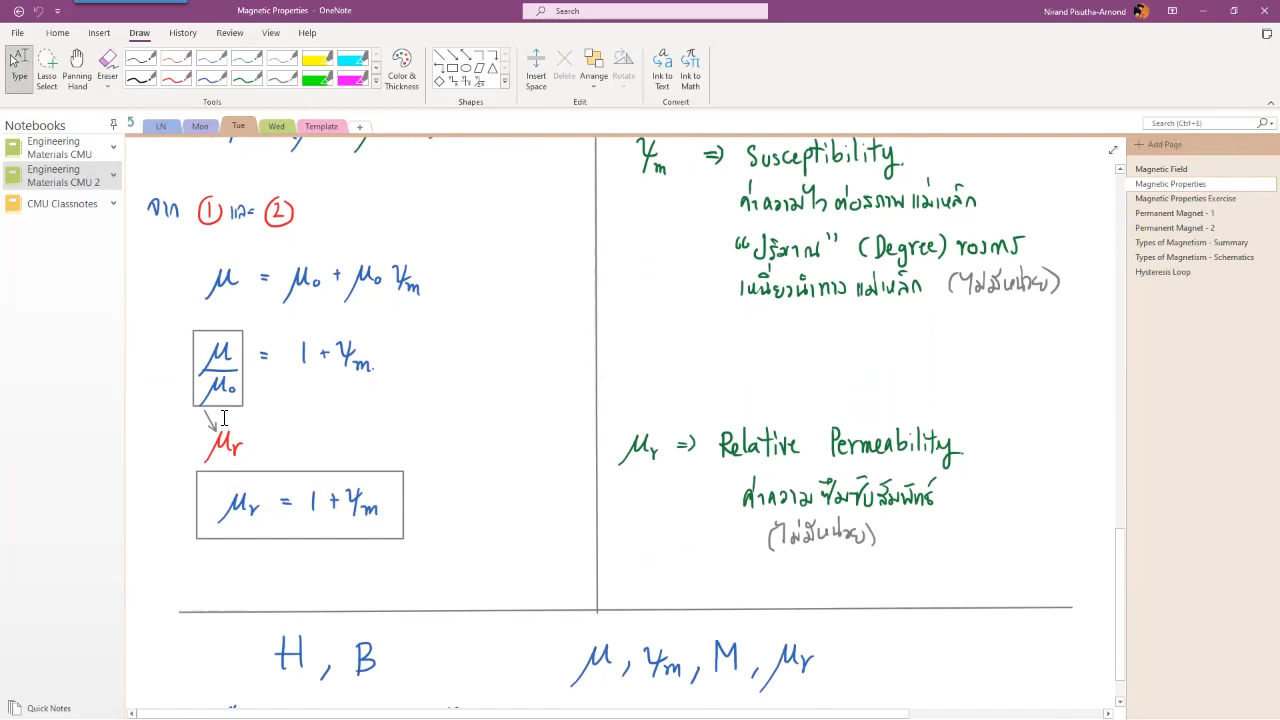 Magnetic Properties - OneNote
Search
Nirand Pisutha-Arnond
File Home Insert Draw History Review View Help
Type
Lasso Select
Panning Hand
Eraser
Color & Thickness
Insert Space
Delete
Arrange
Rotate
Ink to Text
Ink to Math
Tools
Shapes
Edit
Convert
Notebooks
5
LN
Mon
Tue
Wed
Template
Search (Ctrl+E)
Engineering Materials CMU
Engineering Materials CMU 2
CMU Classnotes
Quick Notes
Add Page
Magnetic Field
Magnetic Properties
Magnetic Properties Exercise
Permanent Magnet - 1
Permanent Magnet - 2
Types of Magnetism - Summary
Types of Magnetism - Schematics
Hysteresis Loop
จาก ① และ ②
μ = μ₀ + μ₀ ψm
μ/μ₀ = 1 + ψm.
μr
μr = 1 + ψm
ψm ⇒ Susceptibility.
ค่าความไวต่อสภาพแม่เหล็ก
"ปริมาณ" (Degree) ของการ
เหนี่ยวนำทางแม่เหล็ก (ไม่มีหน่วย)
μr ⇒ Relative Permeability.
ค่าความซึมซับสัมพัทธ์
(ไม่มีหน่วย)
H, B
μ, ψm, M, μr